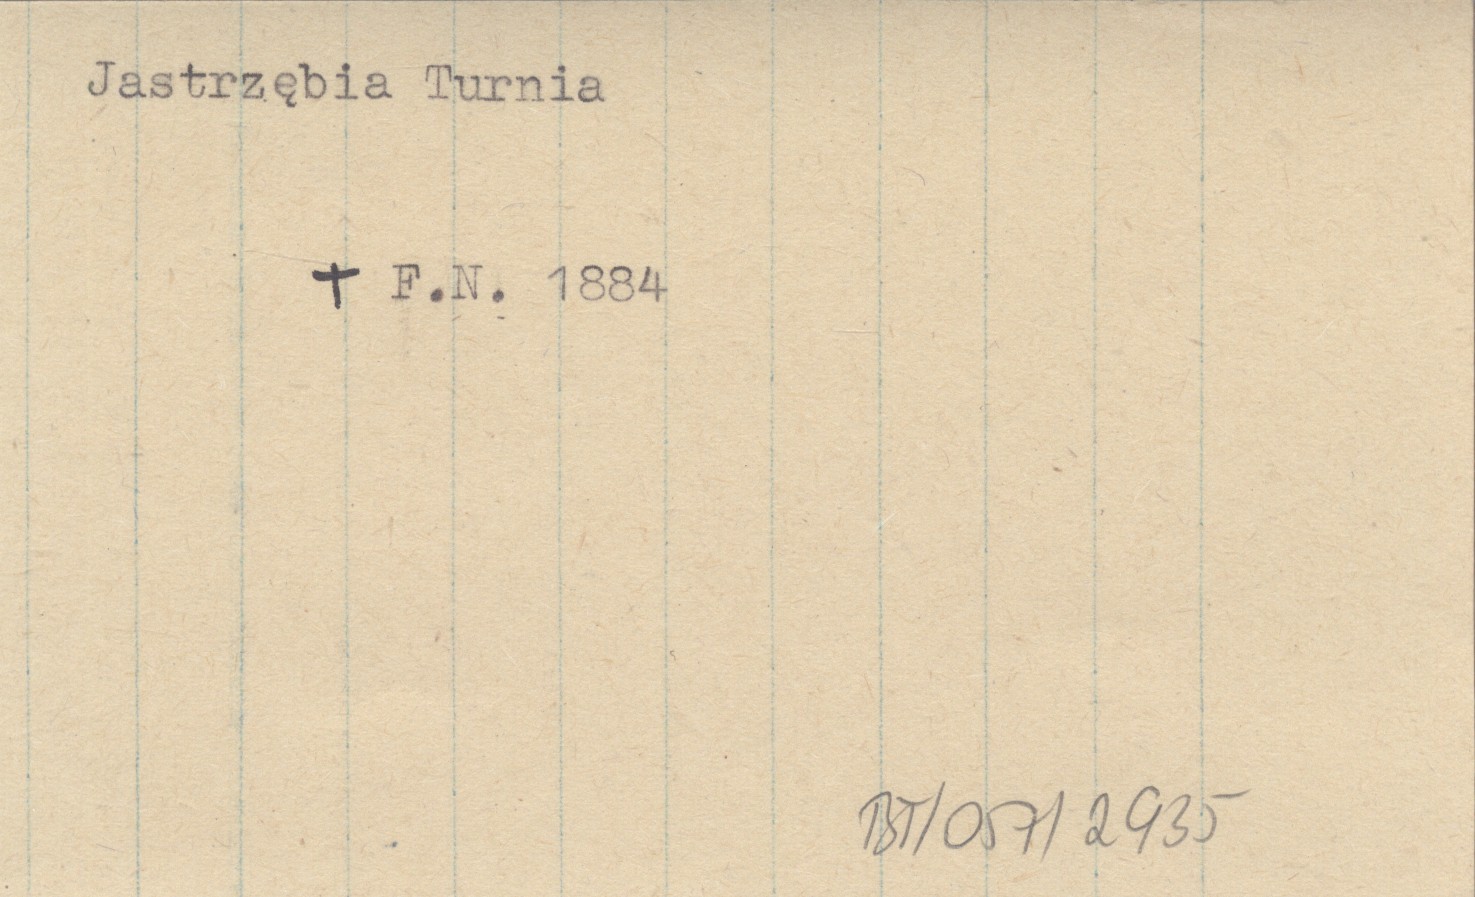 Jastrzębia Turnia
† F.N. 1884
BT/057/2935